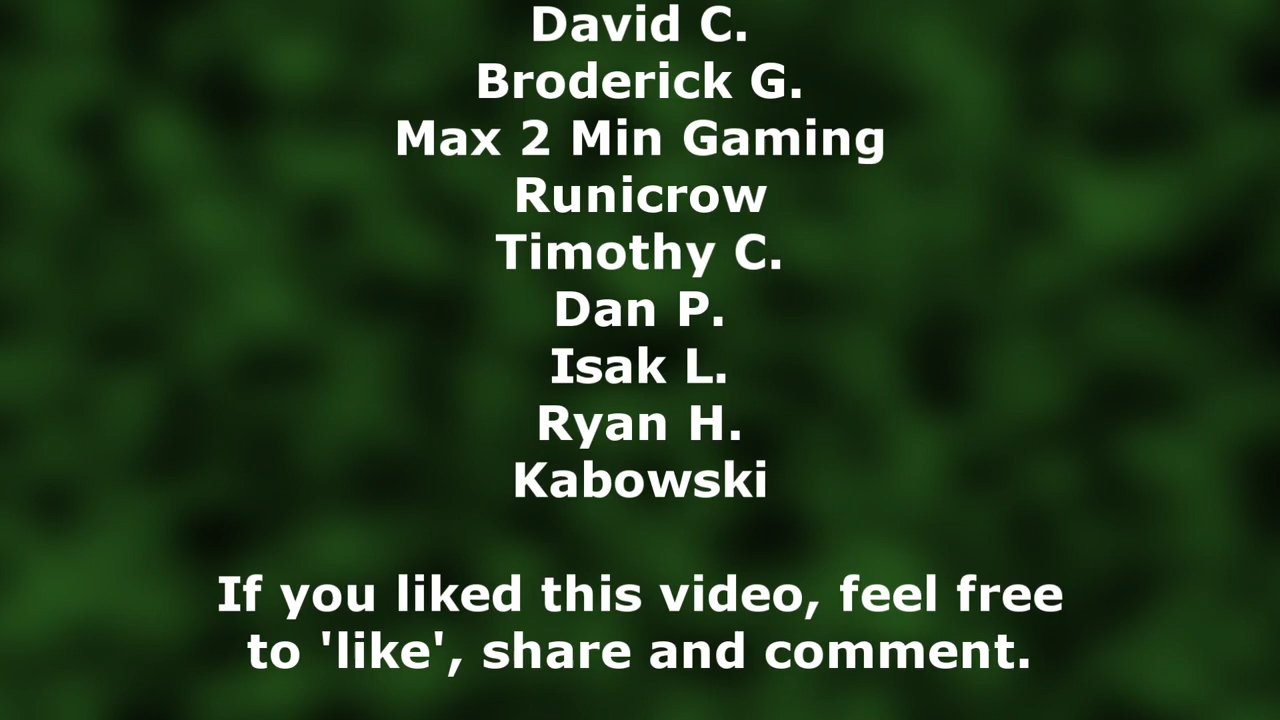 David C.
Broderick G.
Max 2 Min Gaming
Runicrow
Timothy C.
Dan P.
Isak L.
Ryan H.
Kabowski
If you liked this video, feel free
to 'like', share and comment.